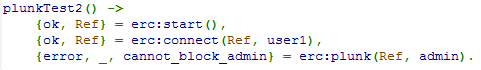 plunkTest2() ->
{ok, Ref} = erc:start(),
{ok, Ref} = erc:connect(Ref, user1),
{error, _, cannot_block_admin} = erc:plunk(Ref, admin).